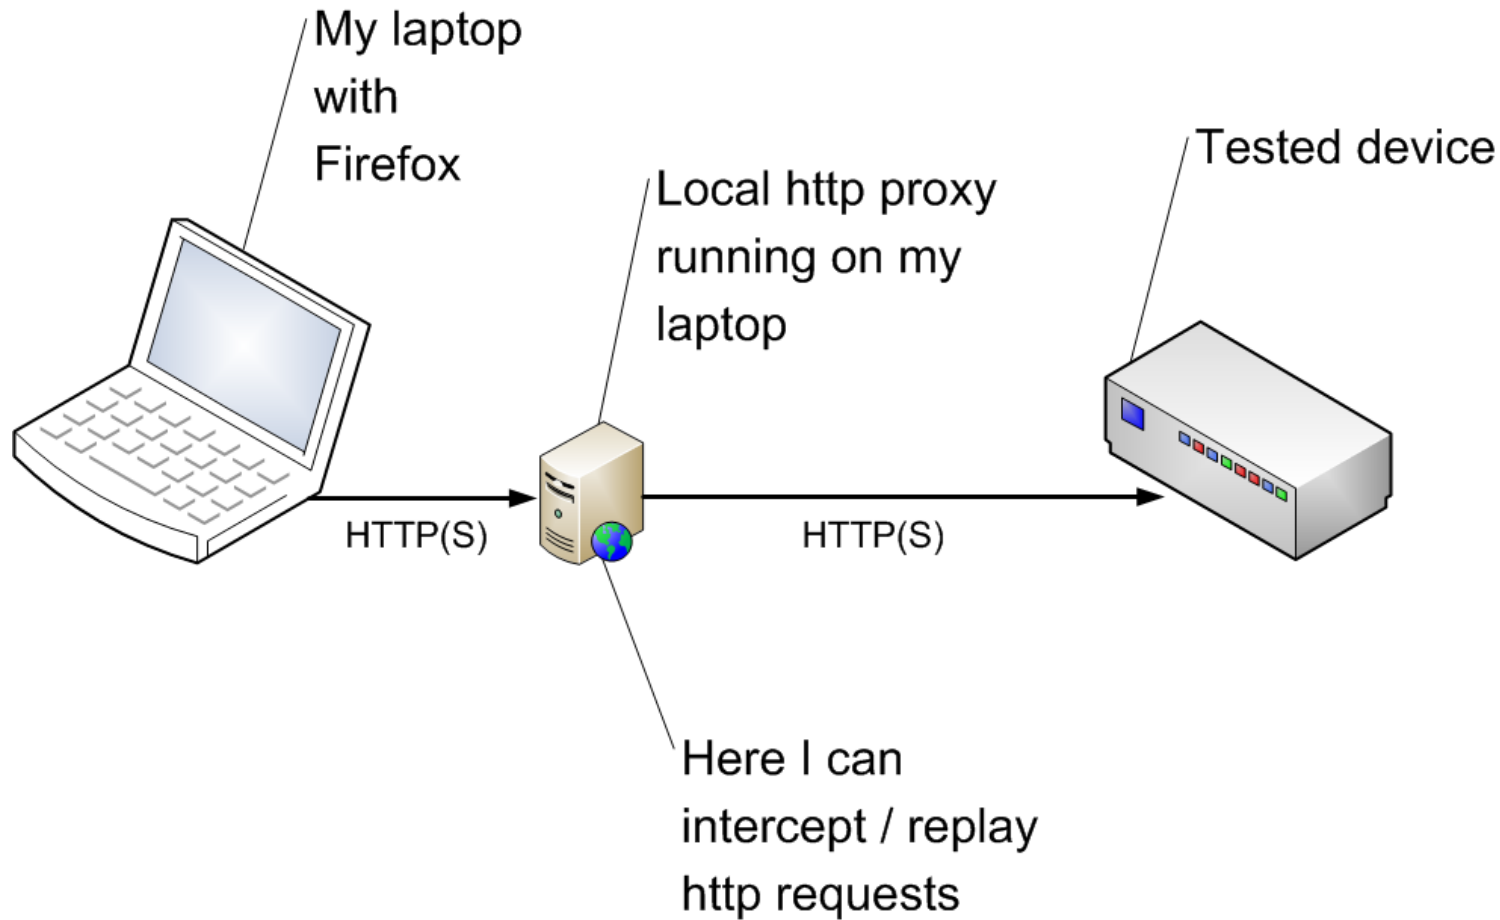 My laptop
with
Firefox
Local http proxy
running on my
laptop
Tested device
HTTP(S)
HTTP(S)
Here I can
intercept / replay
http requests